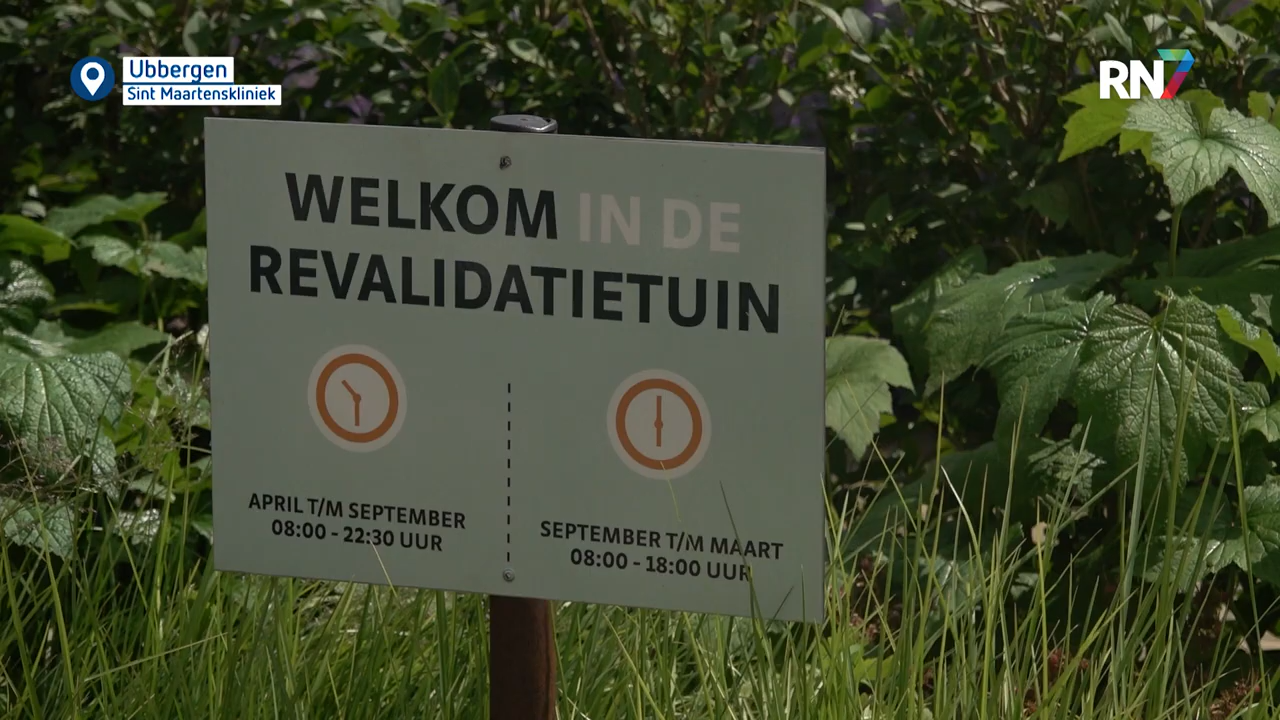 Ubbergen
Sint Maartenskliniek
RN7
WELKOM IN DE
REVALIDATIETUIN
APRIL T/M SEPTEMBER
08:00 - 22:30 UUR
SEPTEMBER T/M MAART
08:00 - 18:00 UUR